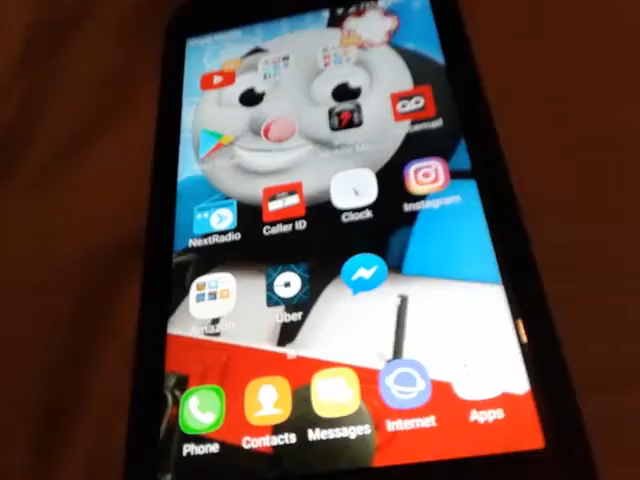 NextRadio
Caller ID
Clock
Instagram
Amazon
Uber
Phone
Contacts
Messages
Internet
Apps